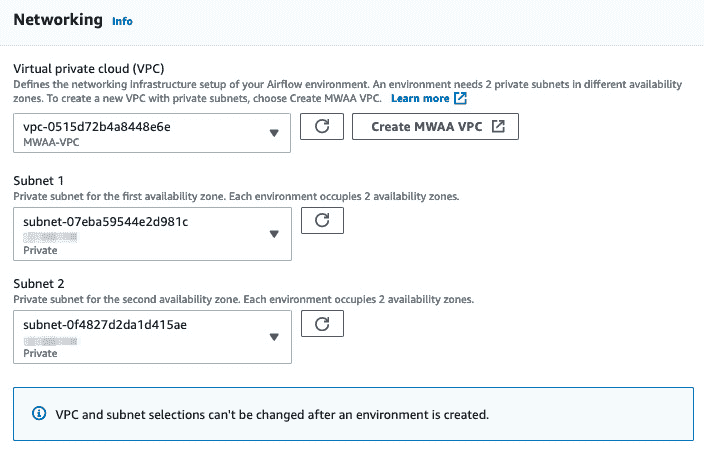 Networking Info
Virtual private cloud (VPC)
Defines the networking infrastructure setup of your Airflow environment. An environment needs 2 private subnets in different availability
zones. To create a new VPC with private subnets, choose Create MWAA VPC. Learn more
vpc-0515d72b4a8448e6e
MWAA-VPC
Create MWAA VPC
Subnet 1
Private subnet for the first availability zone. Each environment occupies 2 availability zones.
subnet-07eba59544e2d981c
Private
Subnet 2
Private subnet for the second availability zone. Each environment occupies 2 availability zones.
subnet-0f4827d2da1d415ae
Private
VPC and subnet selections can't be changed after an environment is created.